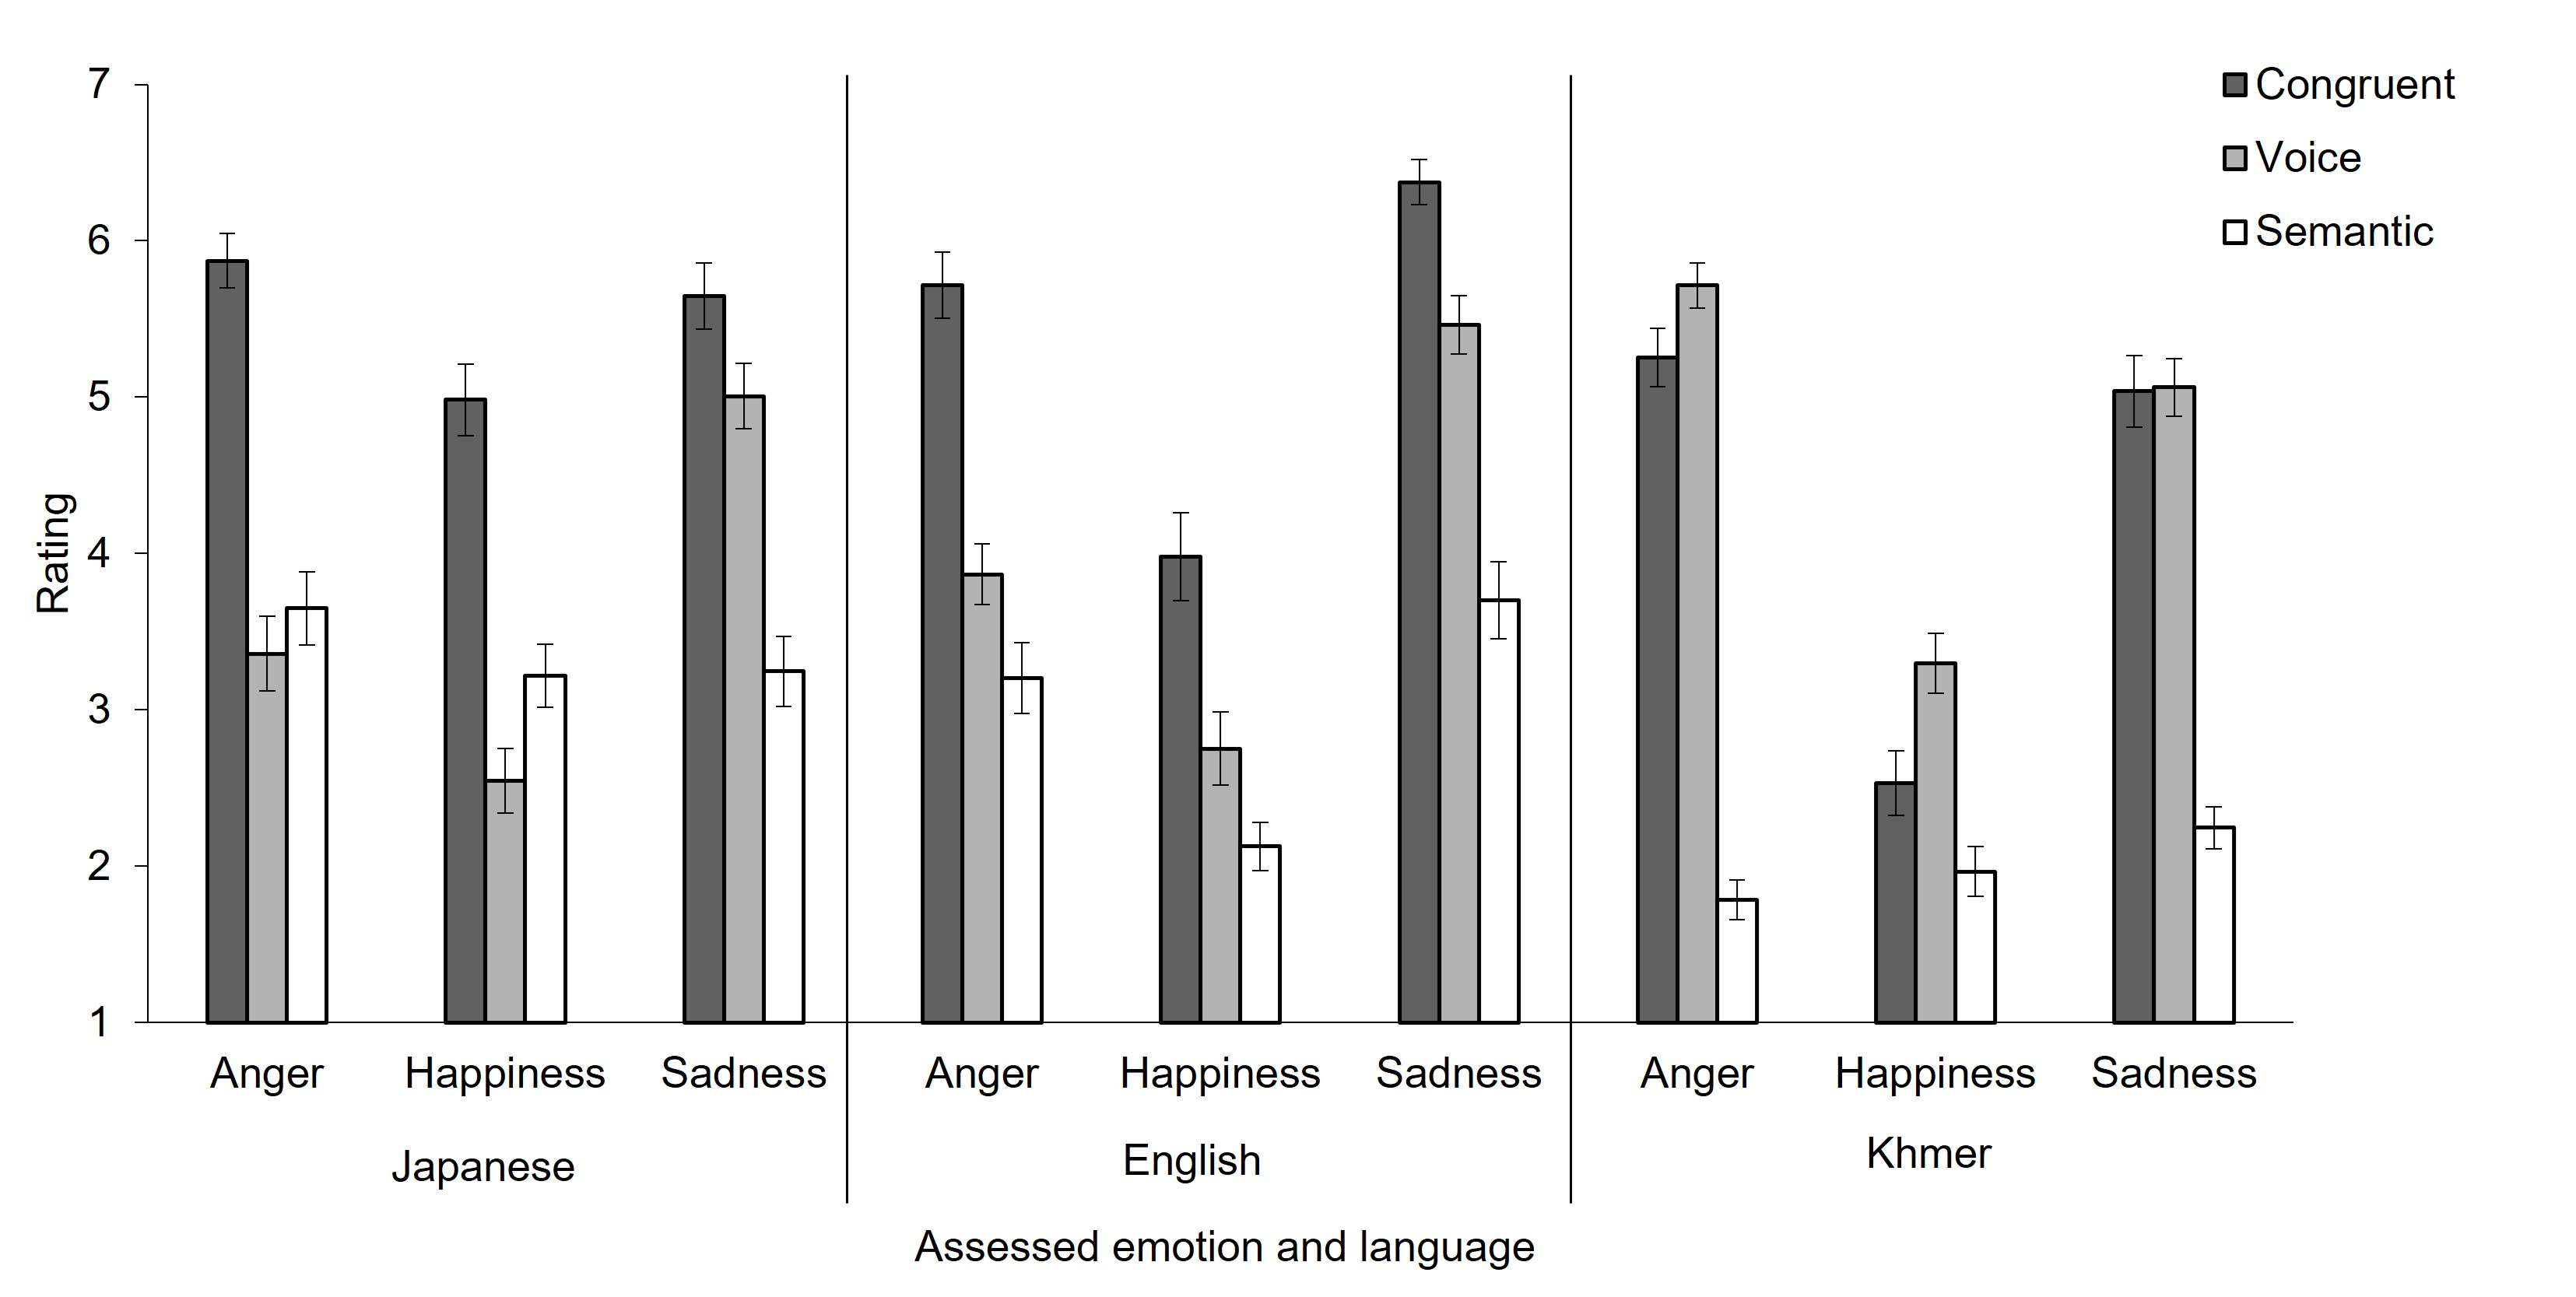 7
6
5
4
3
2
1
Rating
Congruent
Voice
Semantic
Anger Happiness Sadness Anger Happiness Sadness Anger Happiness Sadness
Japanese English Khmer
Assessed emotion and language